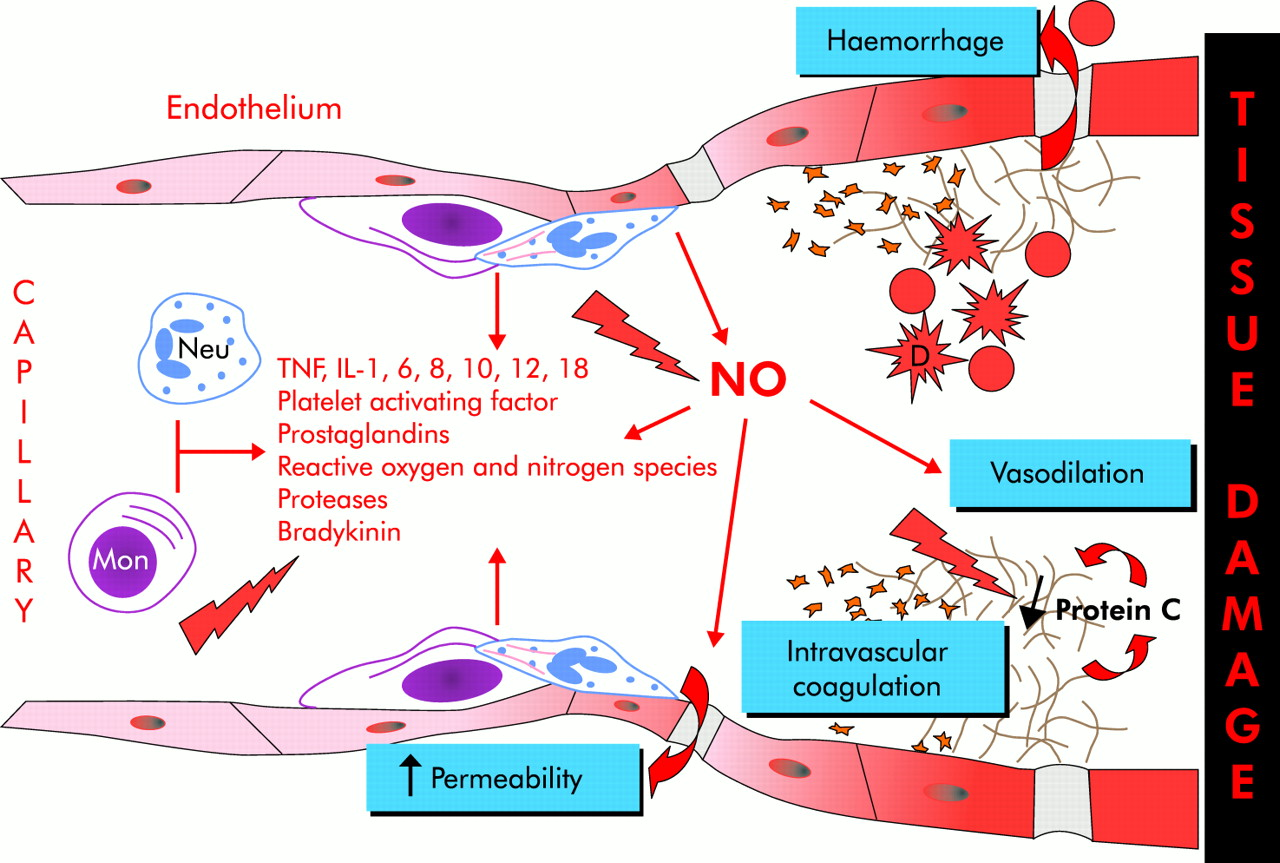 Haemorrhage
Endothelium
CAPILLARY
Neu
Mon
TNF, IL-1, 6, 8, 10, 12, 18
Platelet activating factor
Prostaglandins
Reactive oxygen and nitrogen species
Proteases
Bradykinin
NO
D
Vasodilation
Protein C
Intravascular
coagulation
Permeability
TISSUE DAMAGE